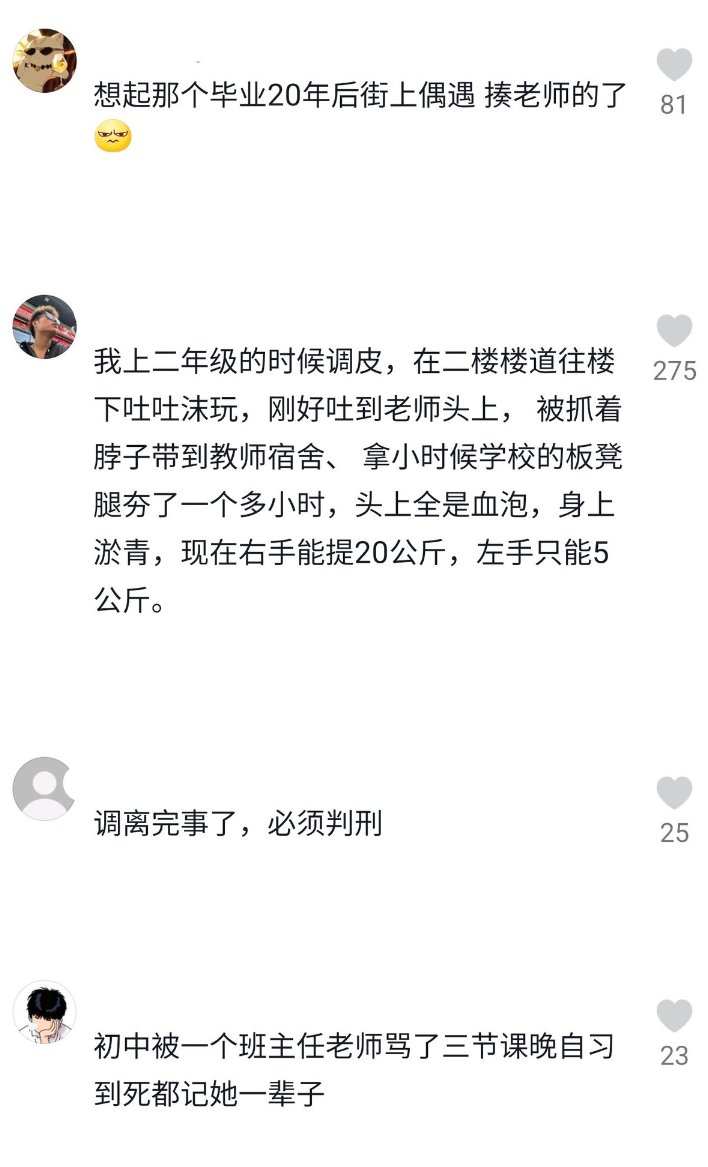 想起那个毕业20年后街上偶遇 揍老师的了
81
我上二年级的时候调皮，在二楼楼道往楼
下吐吐沫玩，刚好吐到老师头上， 被抓着
脖子带到教师宿舍、 拿小时候学校的板凳
腿夯了一个多小时，头上全是血泡，身上
淤青，现在右手能提20公斤，左手只能5
公斤。
275
调离完事了，必须判刑
25
初中被一个班主任老师骂了三节课晚自习
到死都记她一辈子
23